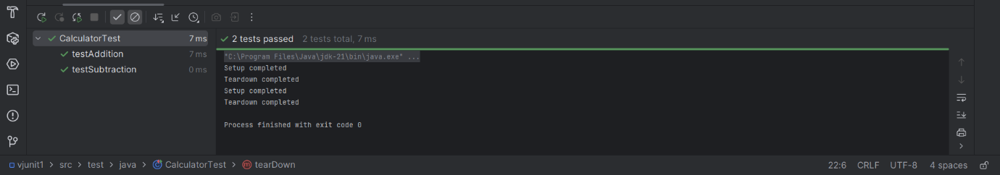 CalculatorTest 7 ms
testAddition 7 ms
testSubtraction 0 ms
2 tests passed 2 tests total, 7 ms
"C:\Program Files\Java\jdk-21\bin\java.exe" ...
Setup completed
Teardown completed
Setup completed
Teardown completed
Process finished with exit code 0
vjunit1 > src > test > java > CalculatorTest > m tearDown 22:6 CRLF UTF-8 4 spaces